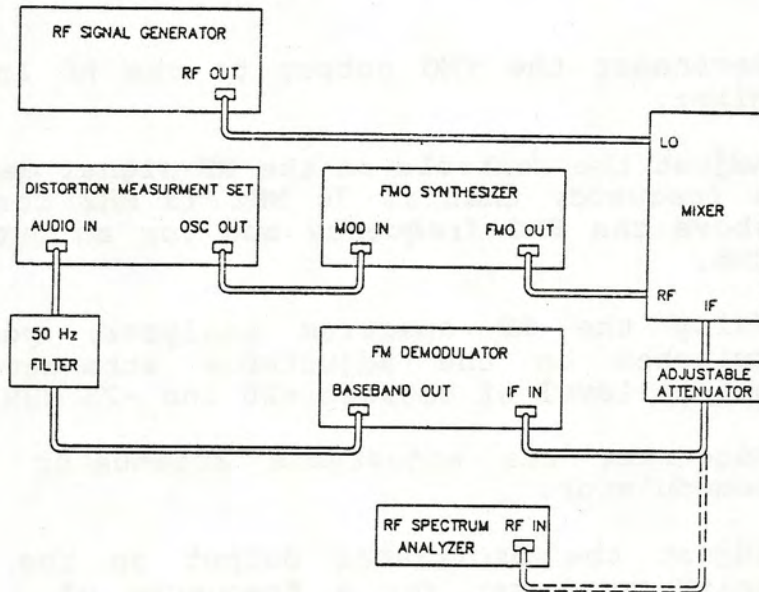 RF SIGNAL GENERATOR
RF OUT
LO
MIXER
RF
IF
DISTORTION MEASURMENT SET
AUDIO IN
OSC OUT
FMO SYNTHESIZER
MOD IN
FMO OUT
50 Hz
FILTER
FM DEMODULATOR
BASEBAND OUT
IF IN
ADJUSTABLE
ATTENUATOR
RF SPECTRUM
ANALYZER
RF IN